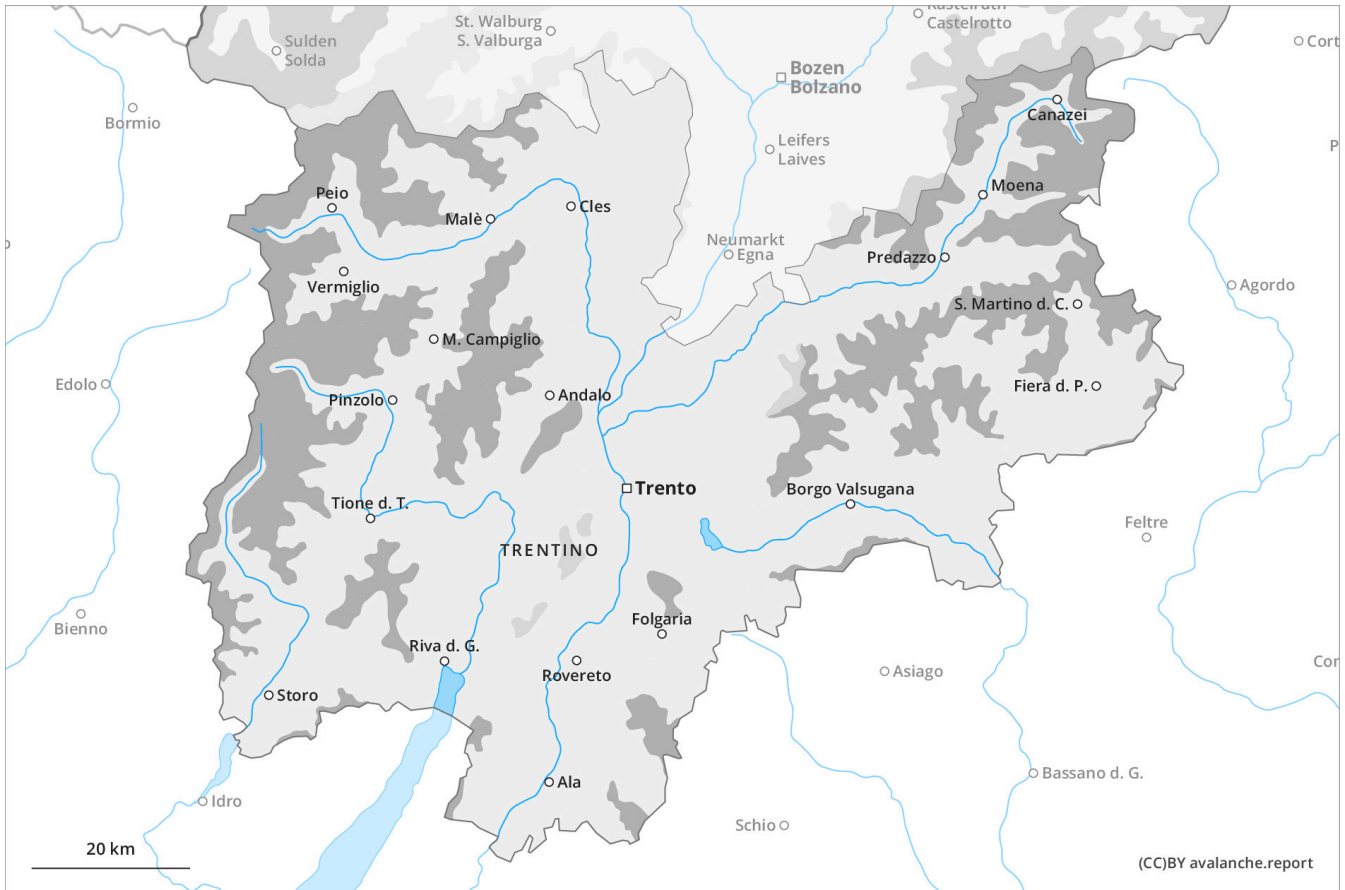 Kastelruth
Castelrotto
St. Walburg
S. Valburga
Sulden
Solda
Cort
Bozen
Bolzano
Bormio
Canazei
Leifers
Laives
P
Moena
Peio
Malè
Cles
Neumarkt
Egna
Predazzo
Vermiglio
Agordo
S. Martino d. C.
M. Campiglio
Edolo
Fiera d. P.
Andalo
Pinzolo
Trento
Borgo Valsugana
Tione d. T.
Feltre
TRENTINO
Folgaria
Bienno
Riva d. G.
Cor
Asiago
Rovereto
Storo
Bassano d. G.
Ala
Idro
Schio
20 km
(CC)BY avalanche.report